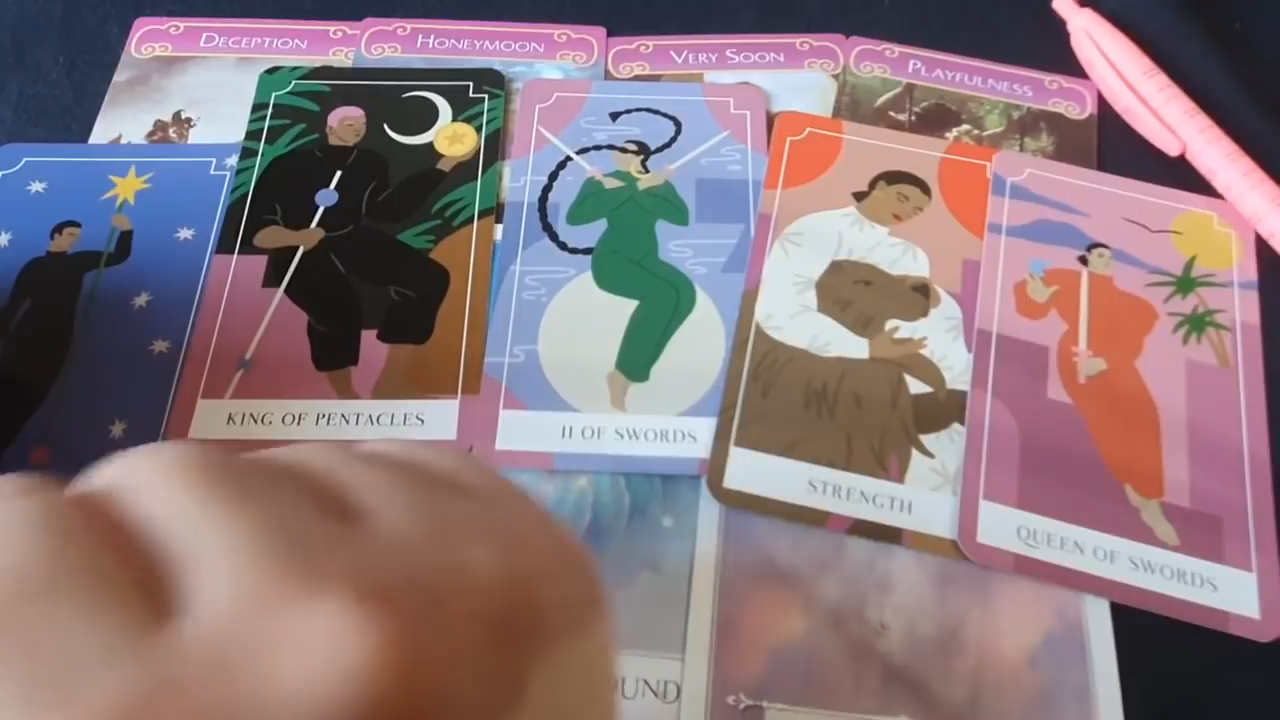 DECEPTION
HONEYMOON
VERY SOON
PLAYFULNESS
KING OF PENTACLES
II OF SWORDS
STRENGTH
QUEEN OF SWORDS